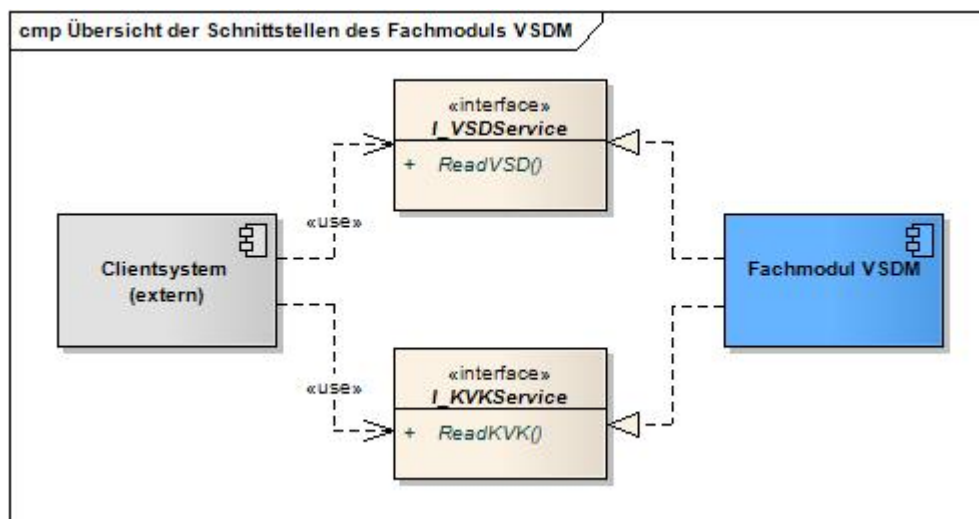 cmp Übersicht der Schnittstellen des Fachmoduls VSDM
«interface»
I_VSDService
+ ReadVSD()
«use»
Clientsystem
(extern)
Fachmodul VSDM
«use»
«interface»
I_KVKService
+ ReadKVK()